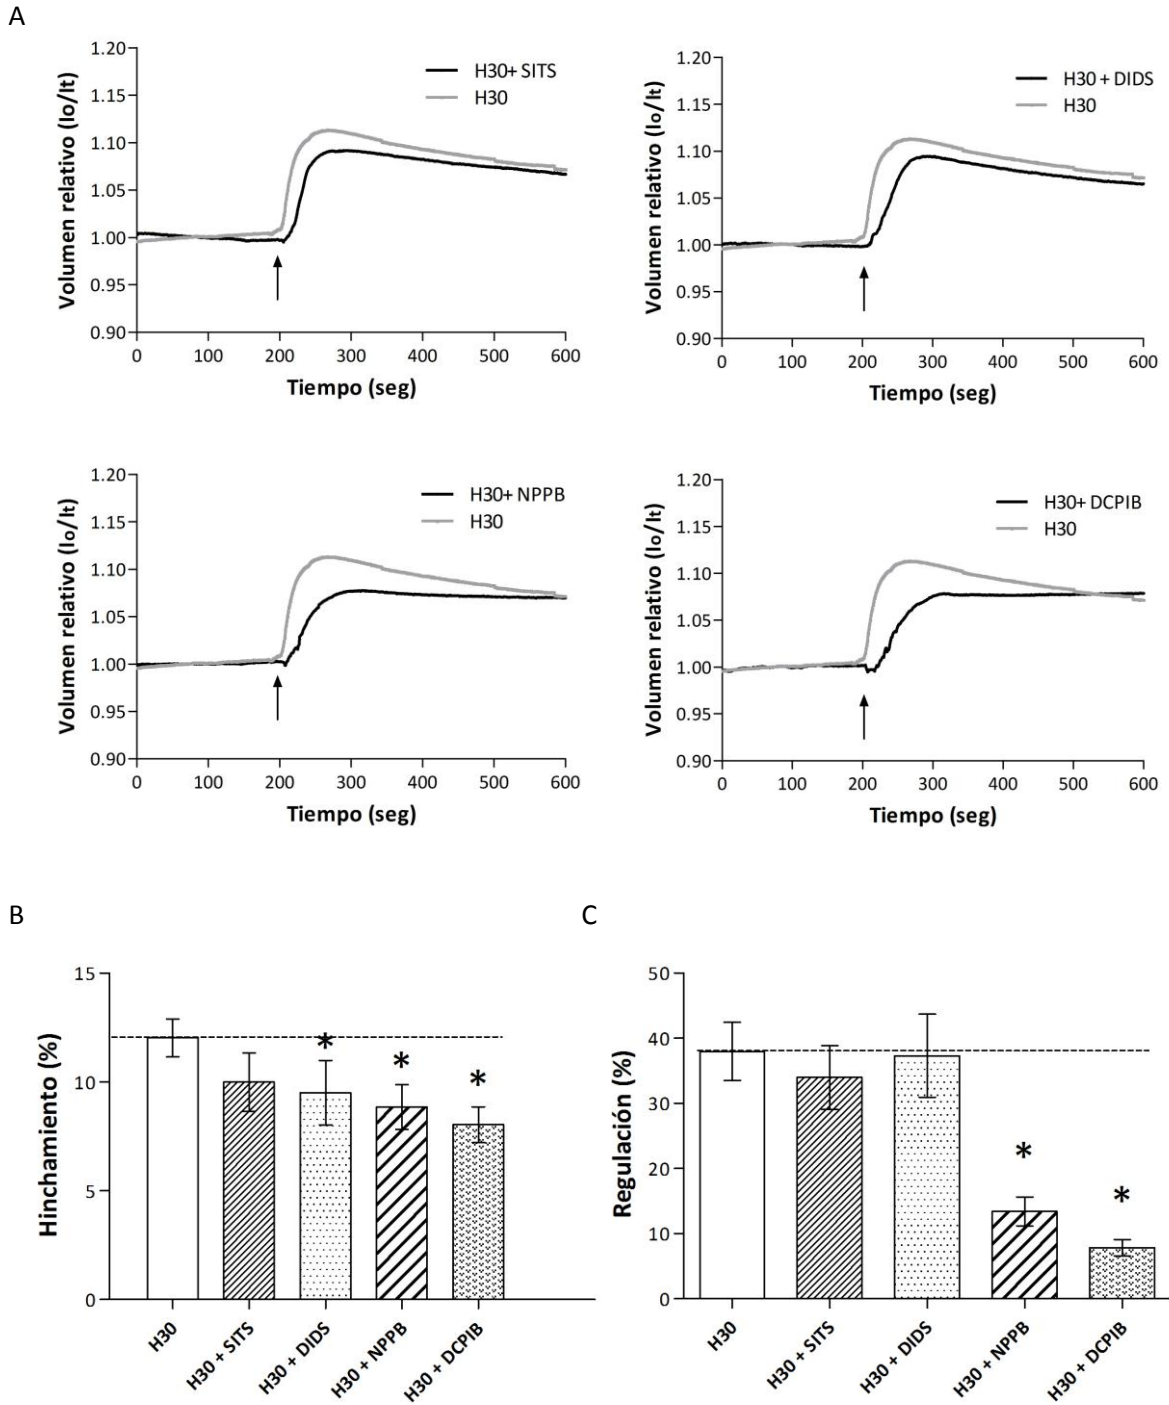 A
H30+ SITS
H30
1.20
1.15
1.10
1.05
1.00
0.95
0.90
Volumen relativo (Io/It)
0 100 200 300 400 500 600
Tiempo (seg)
H30 + DIDS
H30
1.20
1.15
1.10
1.05
1.00
0.95
0.90
Volumen relativo (Io/It)
0 100 200 300 400 500 600
Tiempo (seg)
H30+ NPPB
H30
1.20
1.15
1.10
1.05
1.00
0.95
0.90
Volumen relativo (Io/It)
0 100 200 300 400 500 600
Tiempo (seg)
H30+ DCPIB
H30
1.20
1.15
1.10
1.05
1.00
0.95
0.90
Volumen relativo (Io/It)
0 100 200 300 400 500 600
Tiempo (seg)
B
15
10
5
0
Hinchamiento (%)
*
*
*
H30
H30 + SITS
H30 + DIDS
H30 + NPPB
H30 + DCPIB
C
50
40
30
20
10
0
Regulación (%)
*
*
H30
H30 + SITS
H30 + DIDS
H30 + NPPB
H30 + DCPIB